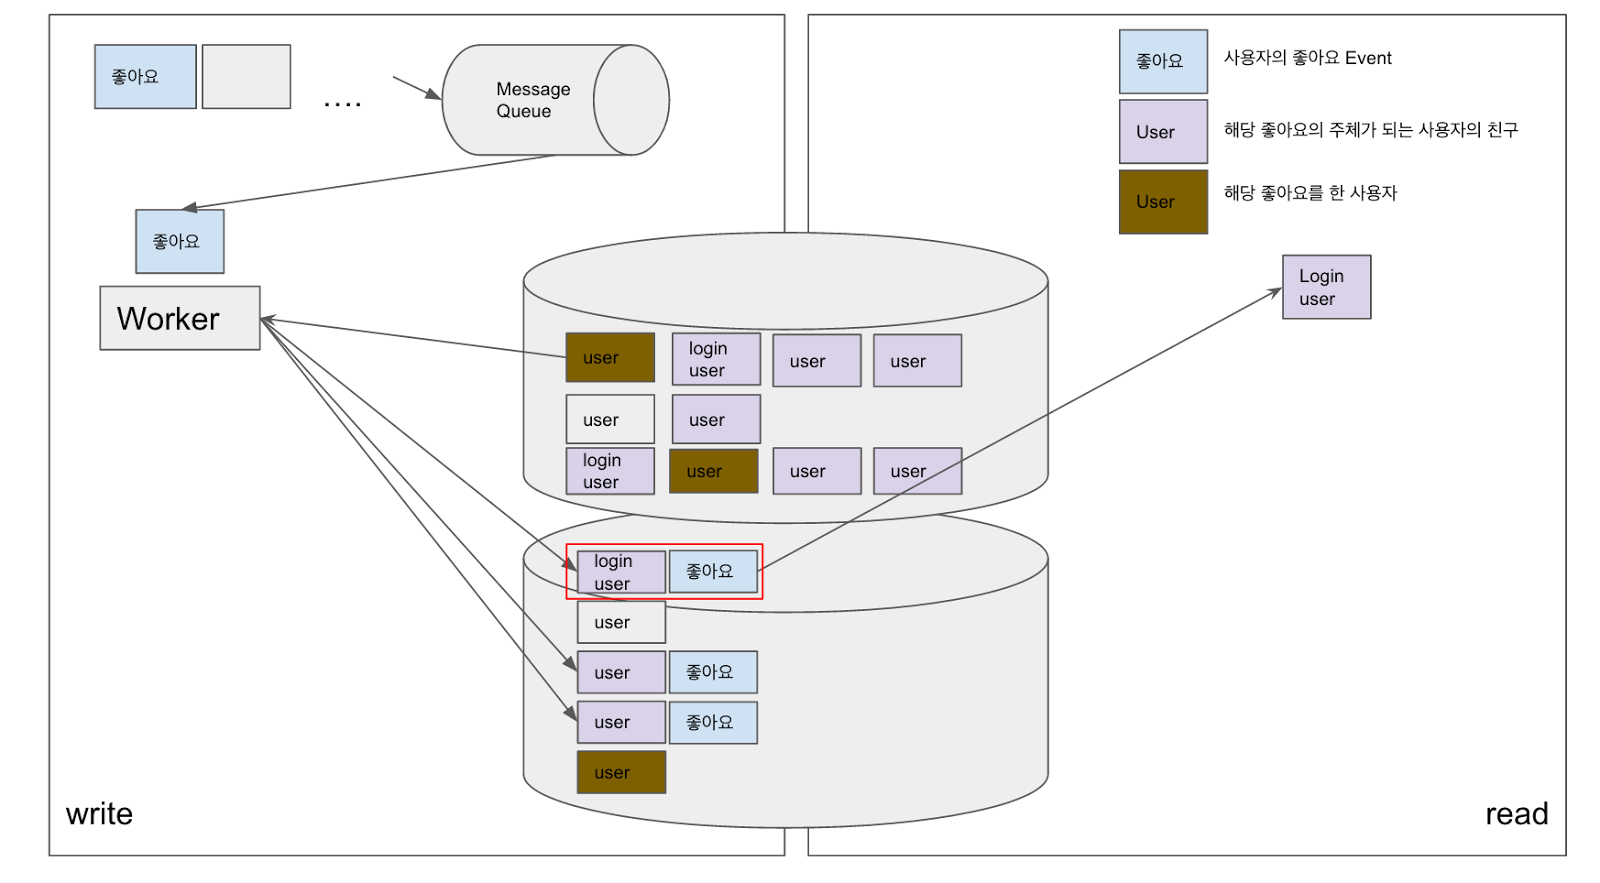 좋아요
....
Message
Queue
좋아요
Worker
좋아요
사용자의 좋아요 Event
User
해당 좋아요의 주체가 되는 사용자의 친구
User
해당 좋아요를 한 사용자
Login
user
user
login
user
user
user
user
user
login
user
user
user
user
login
user
좋아요
user
user
좋아요
user
좋아요
user
write
read